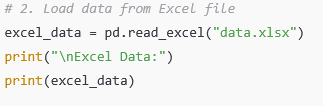 # 2. Load data from Excel file
excel_data = pd.read_excel("data.xlsx")
print("\nExcel Data:")
print(excel_data)